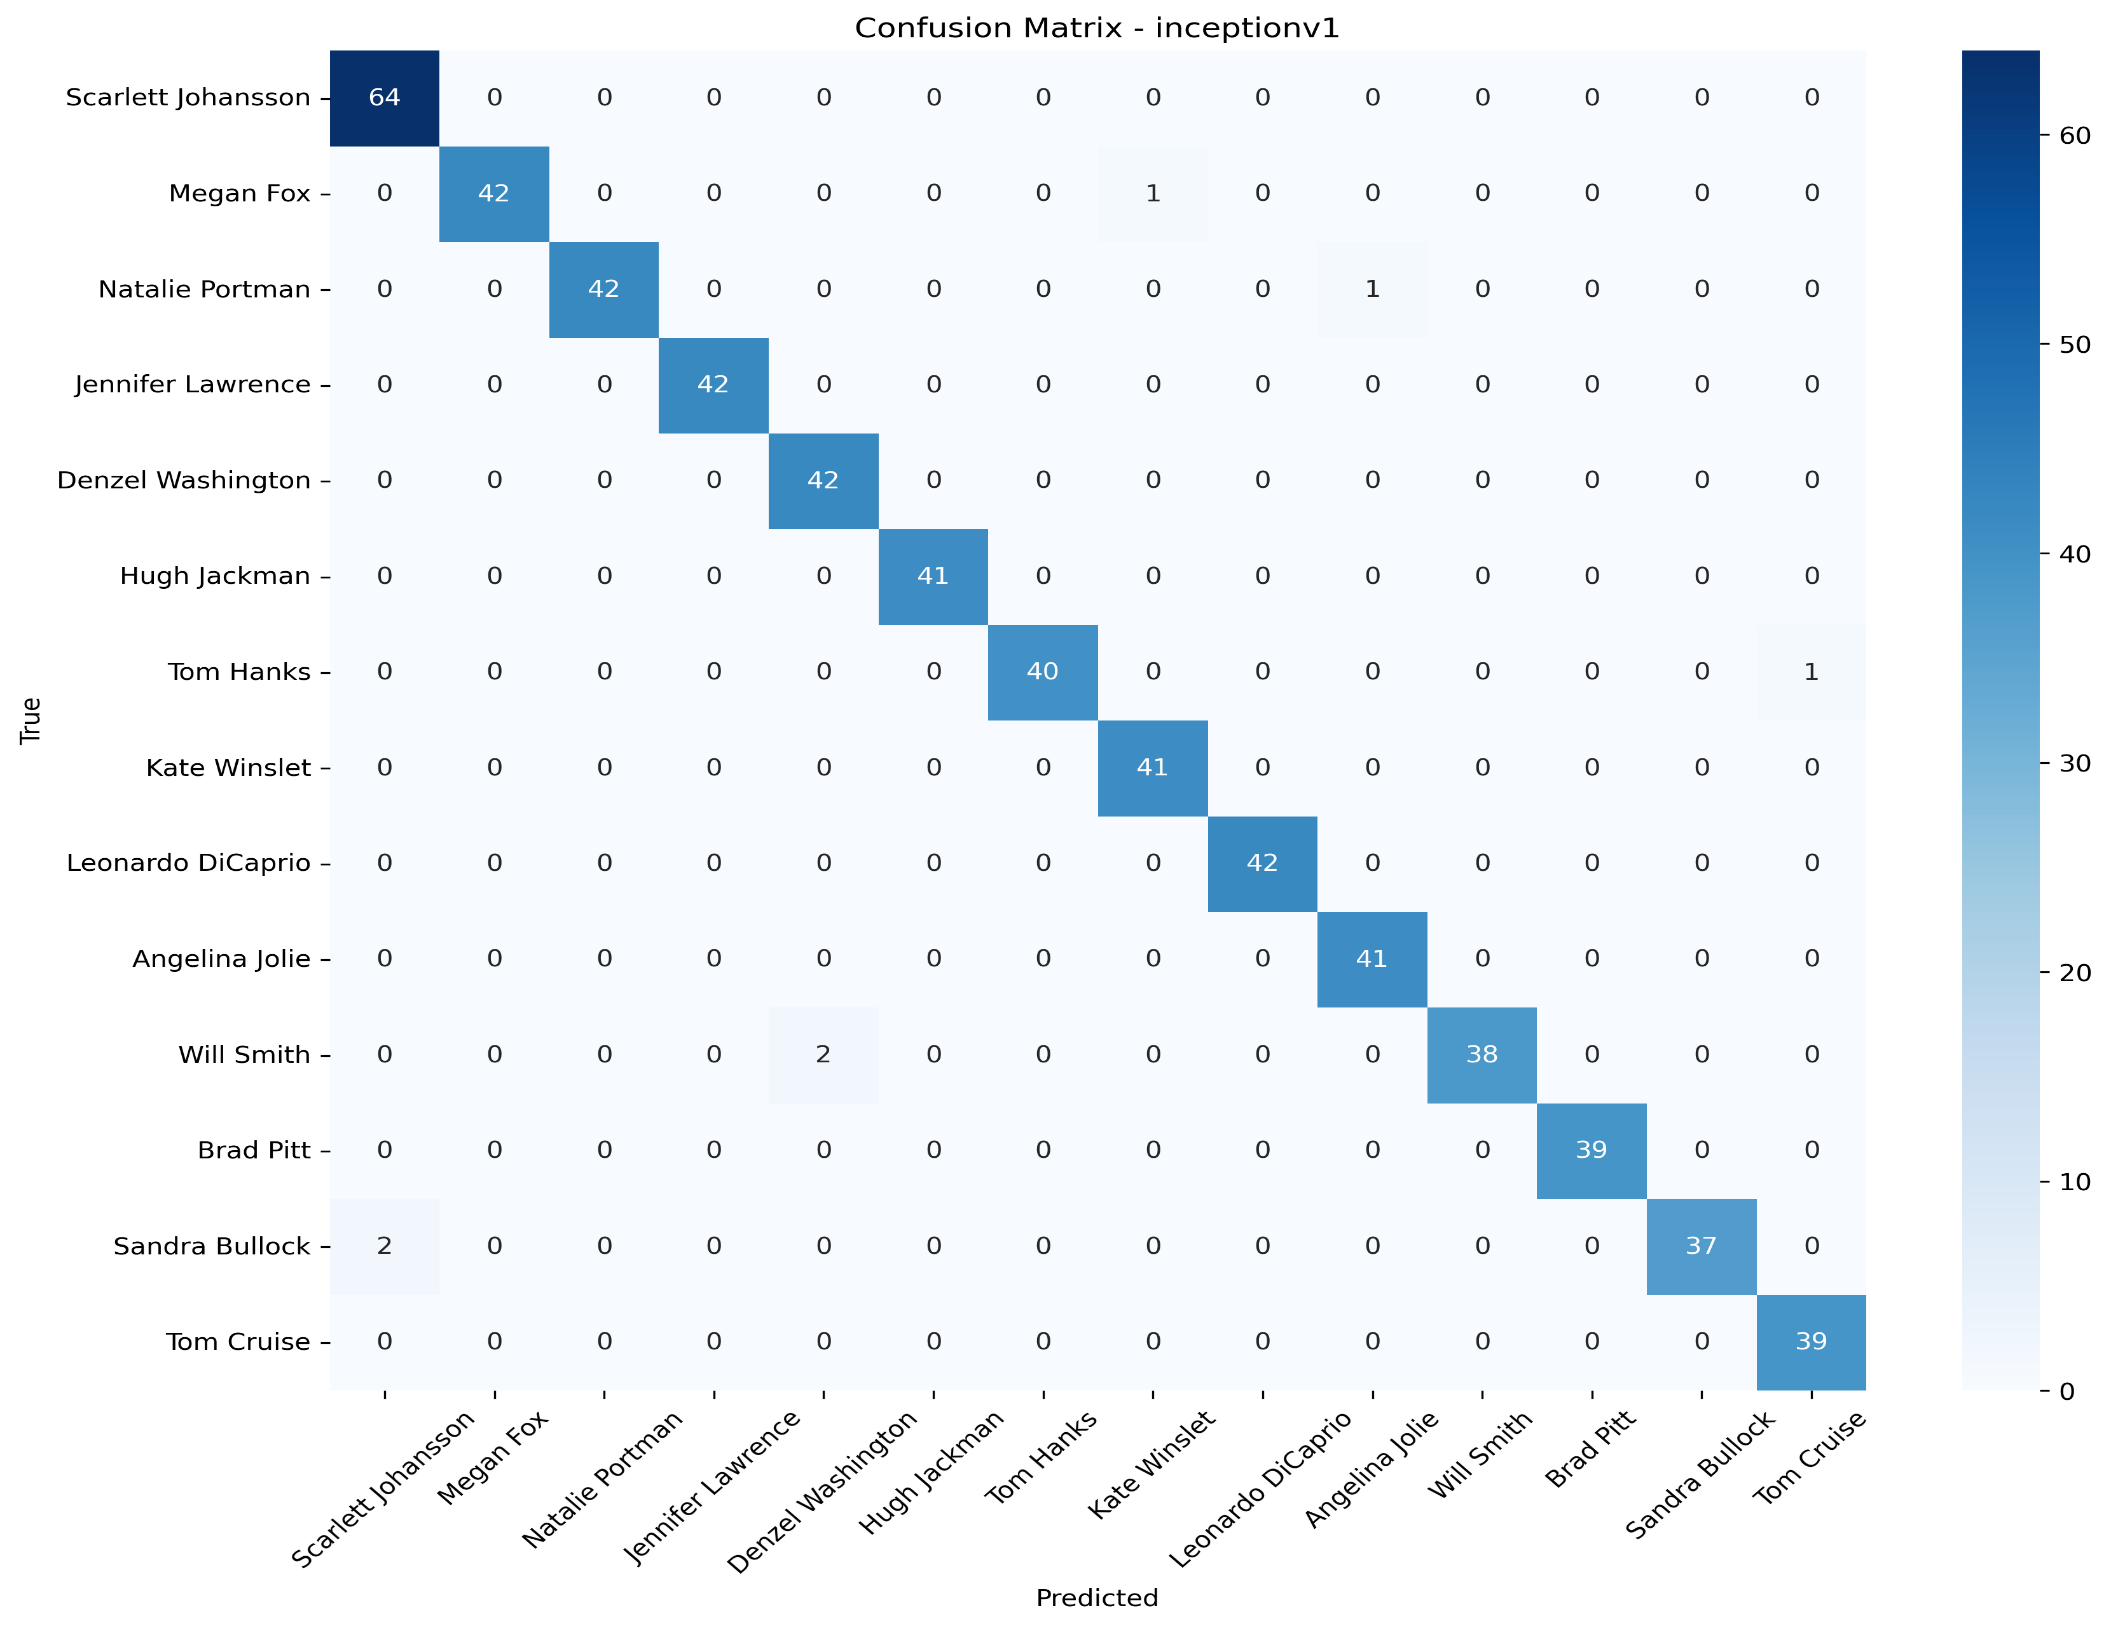 Confusion Matrix - inceptionv1
Scarlett Johansson 64 0 0 0 0 0 0 0 0 0 0 0 0 0
Megan Fox 0 42 0 0 0 0 0 1 0 0 0 0 0 0
Natalie Portman 0 0 42 0 0 0 0 0 0 1 0 0 0 0
Jennifer Lawrence 0 0 0 42 0 0 0 0 0 0 0 0 0 0
Denzel Washington 0 0 0 0 42 0 0 0 0 0 0 0 0 0
Hugh Jackman 0 0 0 0 0 41 0 0 0 0 0 0 0 0
Tom Hanks 0 0 0 0 0 0 40 0 0 0 0 0 0 1
Kate Winslet 0 0 0 0 0 0 0 41 0 0 0 0 0 0
Leonardo DiCaprio 0 0 0 0 0 0 0 0 42 0 0 0 0 0
Angelina Jolie 0 0 0 0 0 0 0 0 0 41 0 0 0 0
Will Smith 0 0 0 0 2 0 0 0 0 0 38 0 0 0
Brad Pitt 0 0 0 0 0 0 0 0 0 0 0 39 0 0
Sandra Bullock 2 0 0 0 0 0 0 0 0 0 0 0 37 0
Tom Cruise 0 0 0 0 0 0 0 0 0 0 0 0 0 39
True
Scarlett Johansson
Megan Fox
Natalie Portman
Jennifer Lawrence
Denzel Washington
Hugh Jackman
Tom Hanks
Kate Winslet
Leonardo DiCaprio
Angelina Jolie
Will Smith
Brad Pitt
Sandra Bullock
Tom Cruise
Predicted
60
50
40
30
20
10
0